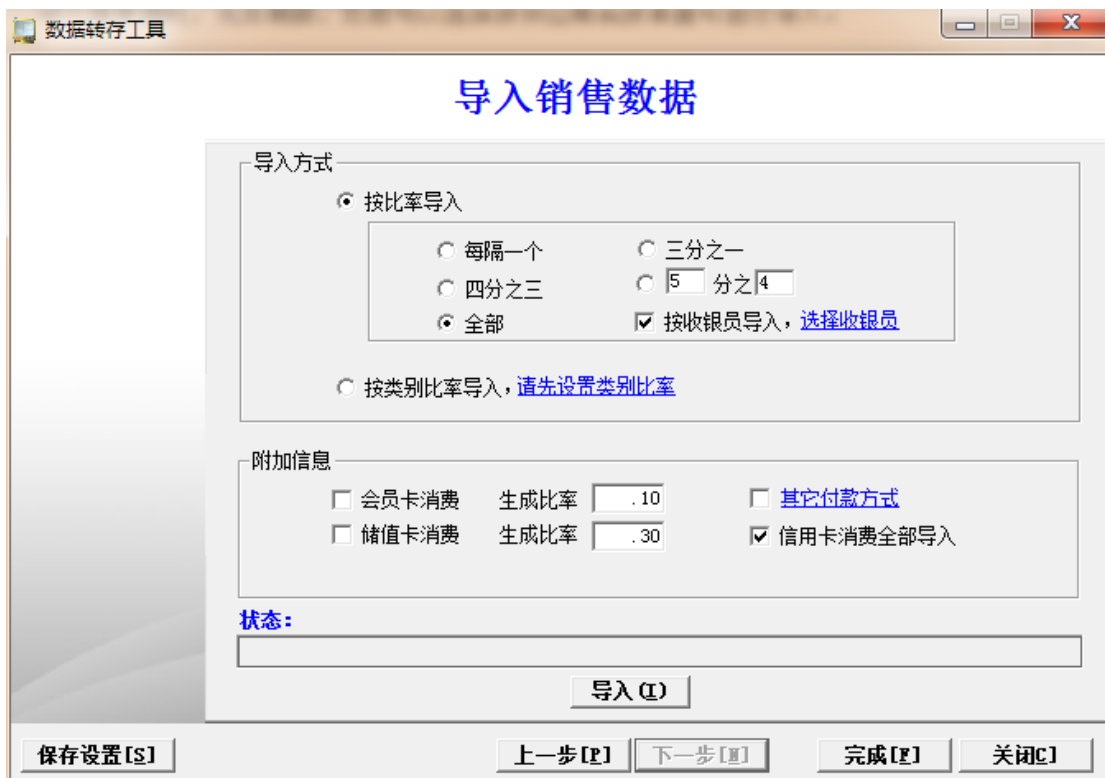 数据转存工具
导入销售数据
导入方式
按比率导入
每隔一个 三分之一
四分之三 5 分之 4
全部 按收银员导入，选择收银员
按类别比率导入，请先设置类别比率
附加信息
会员卡消费 生成比率 .10 其它付款方式
储值卡消费 生成比率 .30 信用卡消费全部导入
状态：
导入(I)
保存设置[S] 上一步[P] 下一步[N] 完成[F] 关闭C]